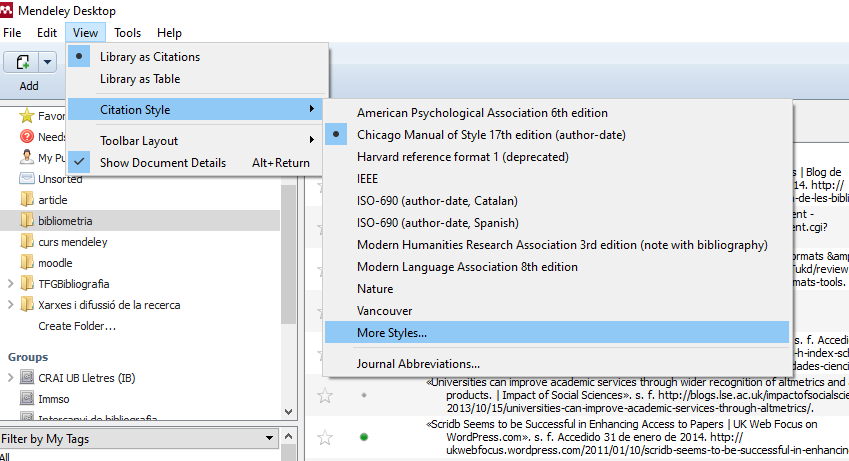 Mendeley Desktop
File Edit View Tools Help
Add
Library as Citations
Library as Table
Citation Style
Toolbar Layout
Show Document Details Alt+Return
American Psychological Association 6th edition
Chicago Manual of Style 17th edition (author-date)
Harvard reference format 1 (deprecated)
IEEE
ISO-690 (author-date, Catalan)
ISO-690 (author-date, Spanish)
Modern Humanities Research Association 3rd edition (note with bibliography)
Modern Language Association 8th edition
Nature
Vancouver
More Styles...
Journal Abbreviations...
Favor
Needs
My Pu
Unsorted
article
bibliometria
curs mendeley
moodle
TFGBibliografia
Xarxes i difussió de la recerca
Create Folder...
Groups
CRAI UB Lletres (IB)
Immso
Intercanvi de bibliografia
Filter by My Tags
All
| Blog de
14. http://
a-de-les-bibli
ent -
ent.cgi?
ormats &amp
Tukd/review
mats-tools.
s. f. Accedido
h-index-sch
dades-cienci
«Universities can improve academic services through wider recognition of altmetrics and a
products. | Impact of Social Sciences». s. f. http://blogs.lse.ac.uk/impactofsocialscie
2013/10/15/universities-can-improve-academic-services-through-altmetrics/.
«Scridb Seems to be Successful in Enhancing Access to Papers | UK Web Focus on
WordPress.com». s. f. Accedido 31 de enero de 2014. http://
ukwebfocus.wordpress.com/2011/01/10/scridb-seems-to-be-successful-in-enhancing